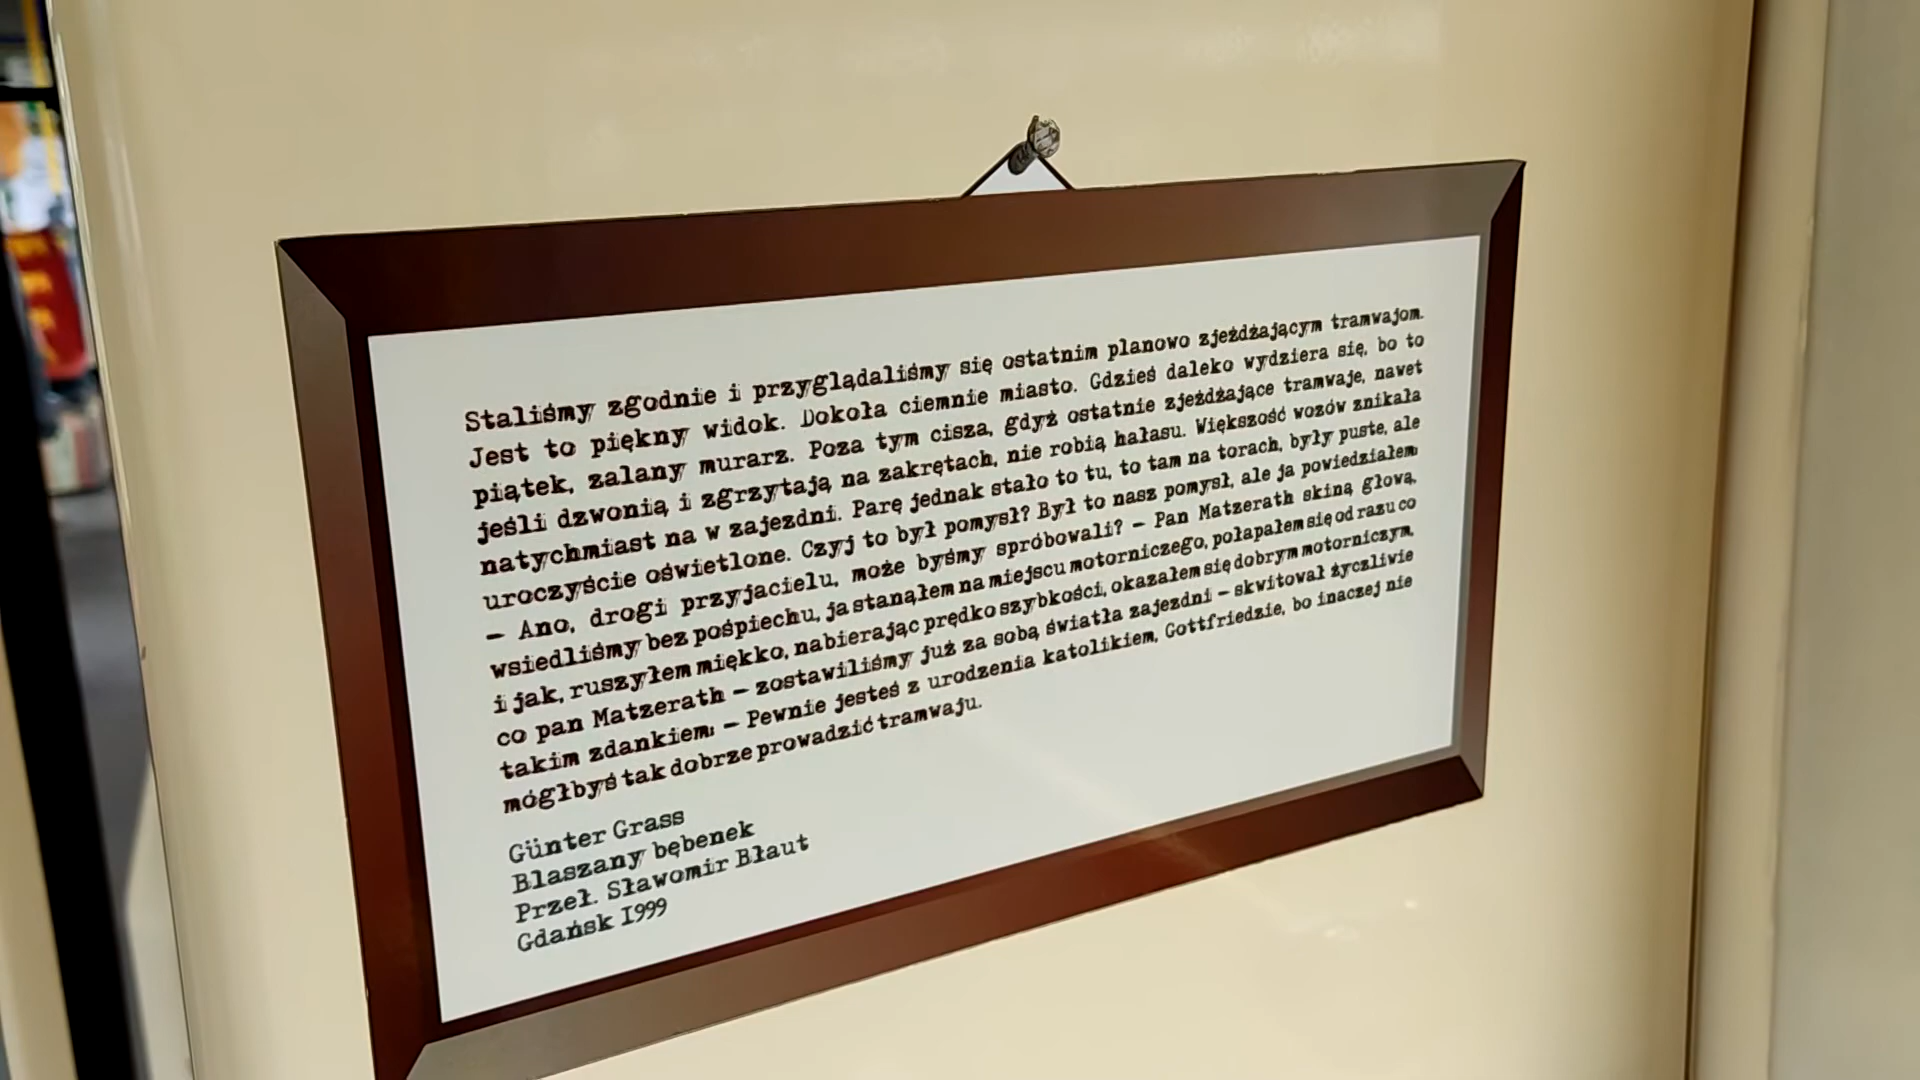 Staliśmy zgodnie i przyglądaliśmy się ostatnim planowo zjeżdżającym tramwajom.
Jest to piękny widok. Dokoła ciemnie miasto. Gdzieś daleko wydziera się, bo to
piątek, zalany murarz. Poza tym cisza, gdyż ostatnie zjeżdżające tramwaje, nawet
jeśli dzwonią i zgrzytają na zakrętach, nie robią hałasu. Większość wozów znikała
natychmiast na w zajezdni. Parę jednak stało to tu, to tam na torach, były puste, ale
uroczyście oświetlone. Czyj to był pomysł? Był to nasz pomysł, ale ja powiedziałem:
— Ano, drogi przyjacielu, może byśmy spróbowali? — Pan Matzerath skiną głową,
wsiedliśmy bez pośpiechu, ja stanąłem na miejscu motorniczego, połapałem się od razu co
i jak, ruszyłem miękko, nabierając prędko szybkości, okazałem się dobrym motorniczym,
co pan Matzerath — zostawiliśmy już za sobą światła zajezdni — skwitował życzliwie
takim zdankiem: — Pewnie jesteś z urodzenia katolikiem, Gottfriedzie, bo inaczej nie
mógłbyś tak dobrze prowadzić tramwaju.
Günter Grass
Blaszany bębenek
Przeł. Sławomir Błaut
Gdańsk 1999